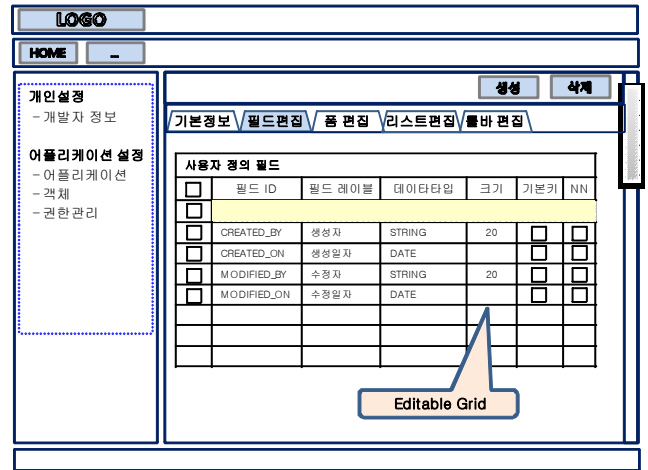 LOGO
HOME ...
생성 삭제
개인설정
– 개발자 정보
어플리케이션 설정
– 어플리케이션
– 객체
– 권한관리
기본정보 필드편집 폼 편집 리스트편집 툴바 편집
사용자 정의 필드
필드 ID 필드 레이블 데이타타입 크기 기본키 NN
CREATED_BY 생성자 STRING 20
CREATED_ON 생성일자 DATE
MODIFIED_BY 수정자 STRING 20
MODIFIED_ON 수정일자 DATE
Editable Grid